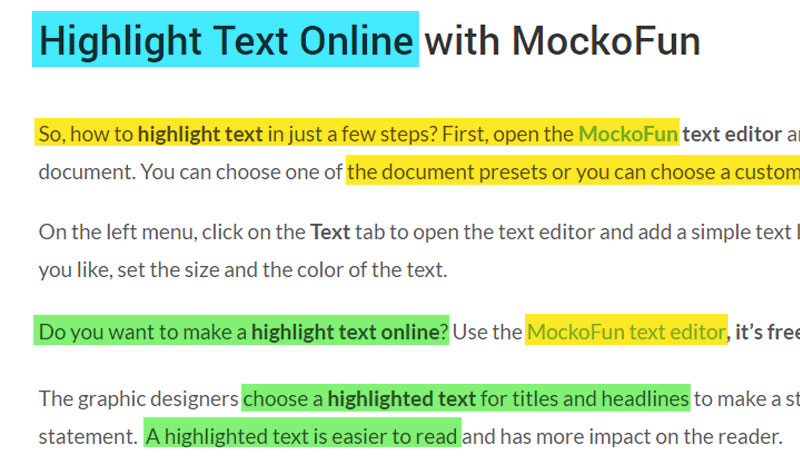 Highlight Text Online with MockoFun
So, how to highlight text in just a few steps? First, open the MockoFun text editor
document. You can choose one of the document presets or you can choose a custom
On the left menu, click on the Text tab to open the text editor and add a simple text
you like, set the size and the color of the text.
Do you want to make a highlight text online? Use the MockoFun text editor, it’s free
The graphic designers choose a highlighted text for titles and headlines to make a
statement. A highlighted text is easier to read and has more impact on the reader.